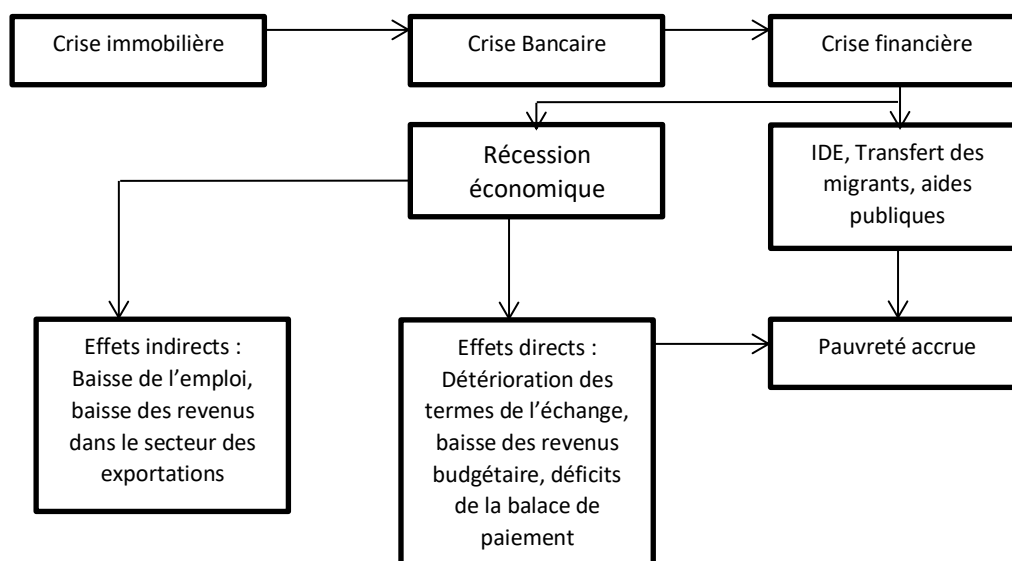 Crise immobilière
Crise Bancaire
Crise financière
Récession
économique
IDE, Transfert des
migrants, aides
publiques
Effets indirects :
Baisse de l’emploi,
baisse des revenus
dans le secteur des
exportations
Effets directs :
Détérioration des
termes de l’échange,
baisse des revenus
budgétaire, déficits
de la balace de
paiement
Pauvreté accrue